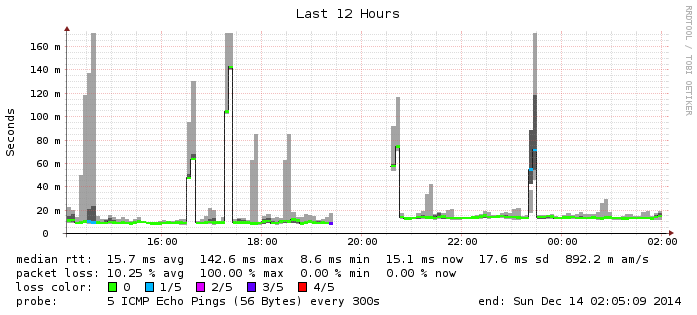 Last 12 Hours
RRDTOOL / TOBI OETIKER
Seconds
160 m
140 m
120 m
100 m
80 m
60 m
40 m
20 m
0
16:00 18:00 20:00 22:00 00:00 02:00
median rtt: 15.7 ms avg 142.6 ms max 8.6 ms min 15.1 ms now 17.6 ms sd 892.2 m am/s
packet loss: 10.25 % avg 100.00 % max 0.00 % min 0.00 % now
loss color: 0 1/5 2/5 3/5 4/5
probe: 5 ICMP Echo Pings (56 Bytes) every 300s end: Sun Dec 14 02:05:09 2014